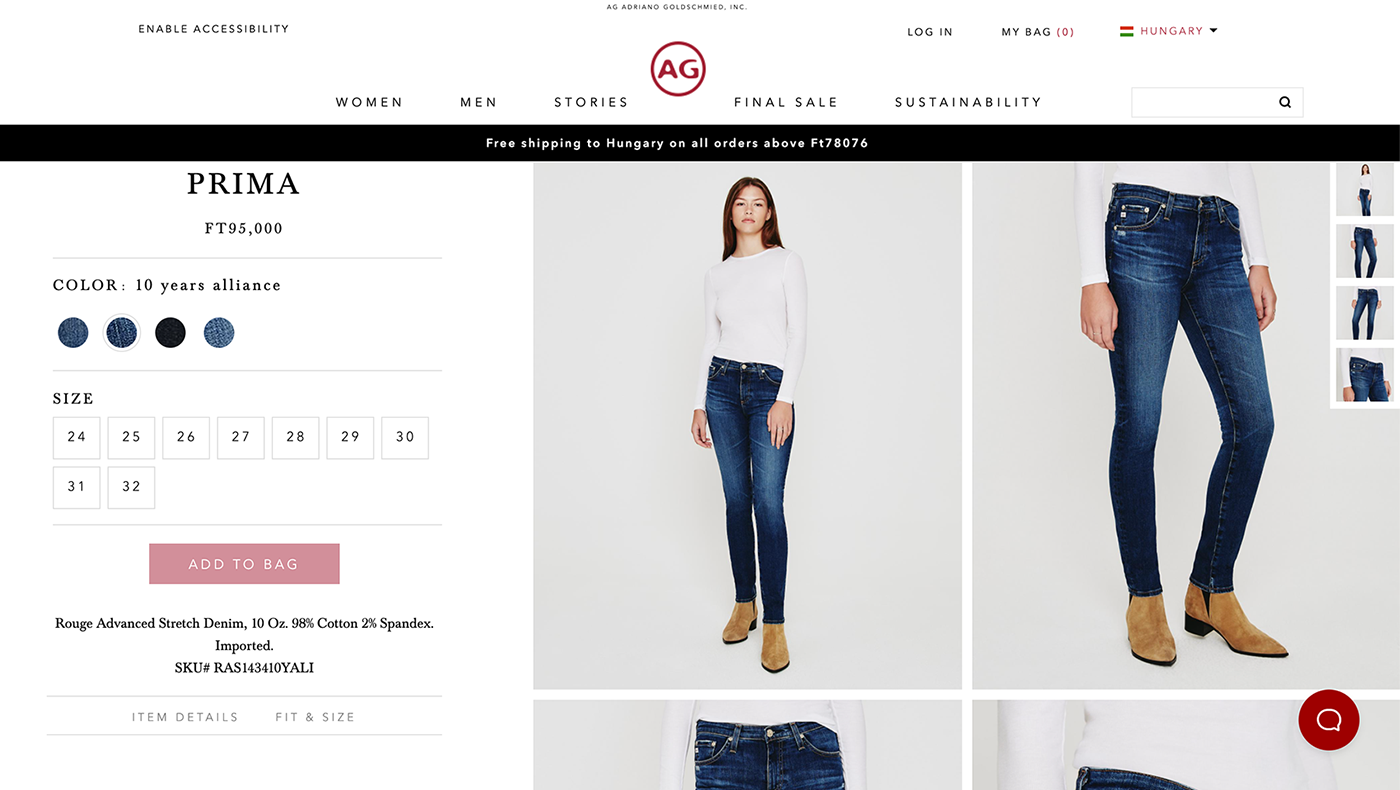 AG ADRIANO GOLDSCHMIED, INC.
ENABLE ACCESSIBILITY
LOG IN
MY BAG (0)
HUNGARY
AG
WOMEN
MEN
STORIES
FINAL SALE
SUSTAINABILITY
Free shipping to Hungary on all orders above Ft78076
PRIMA
FT95,000
COLOR: 10 years alliance
SIZE
24 25 26 27 28 29 30
31 32
ADD TO BAG
Rouge Advanced Stretch Denim, 10 Oz. 98% Cotton 2% Spandex.
Imported.
SKU# RAS143410YALI
ITEM DETAILS
FIT & SIZE